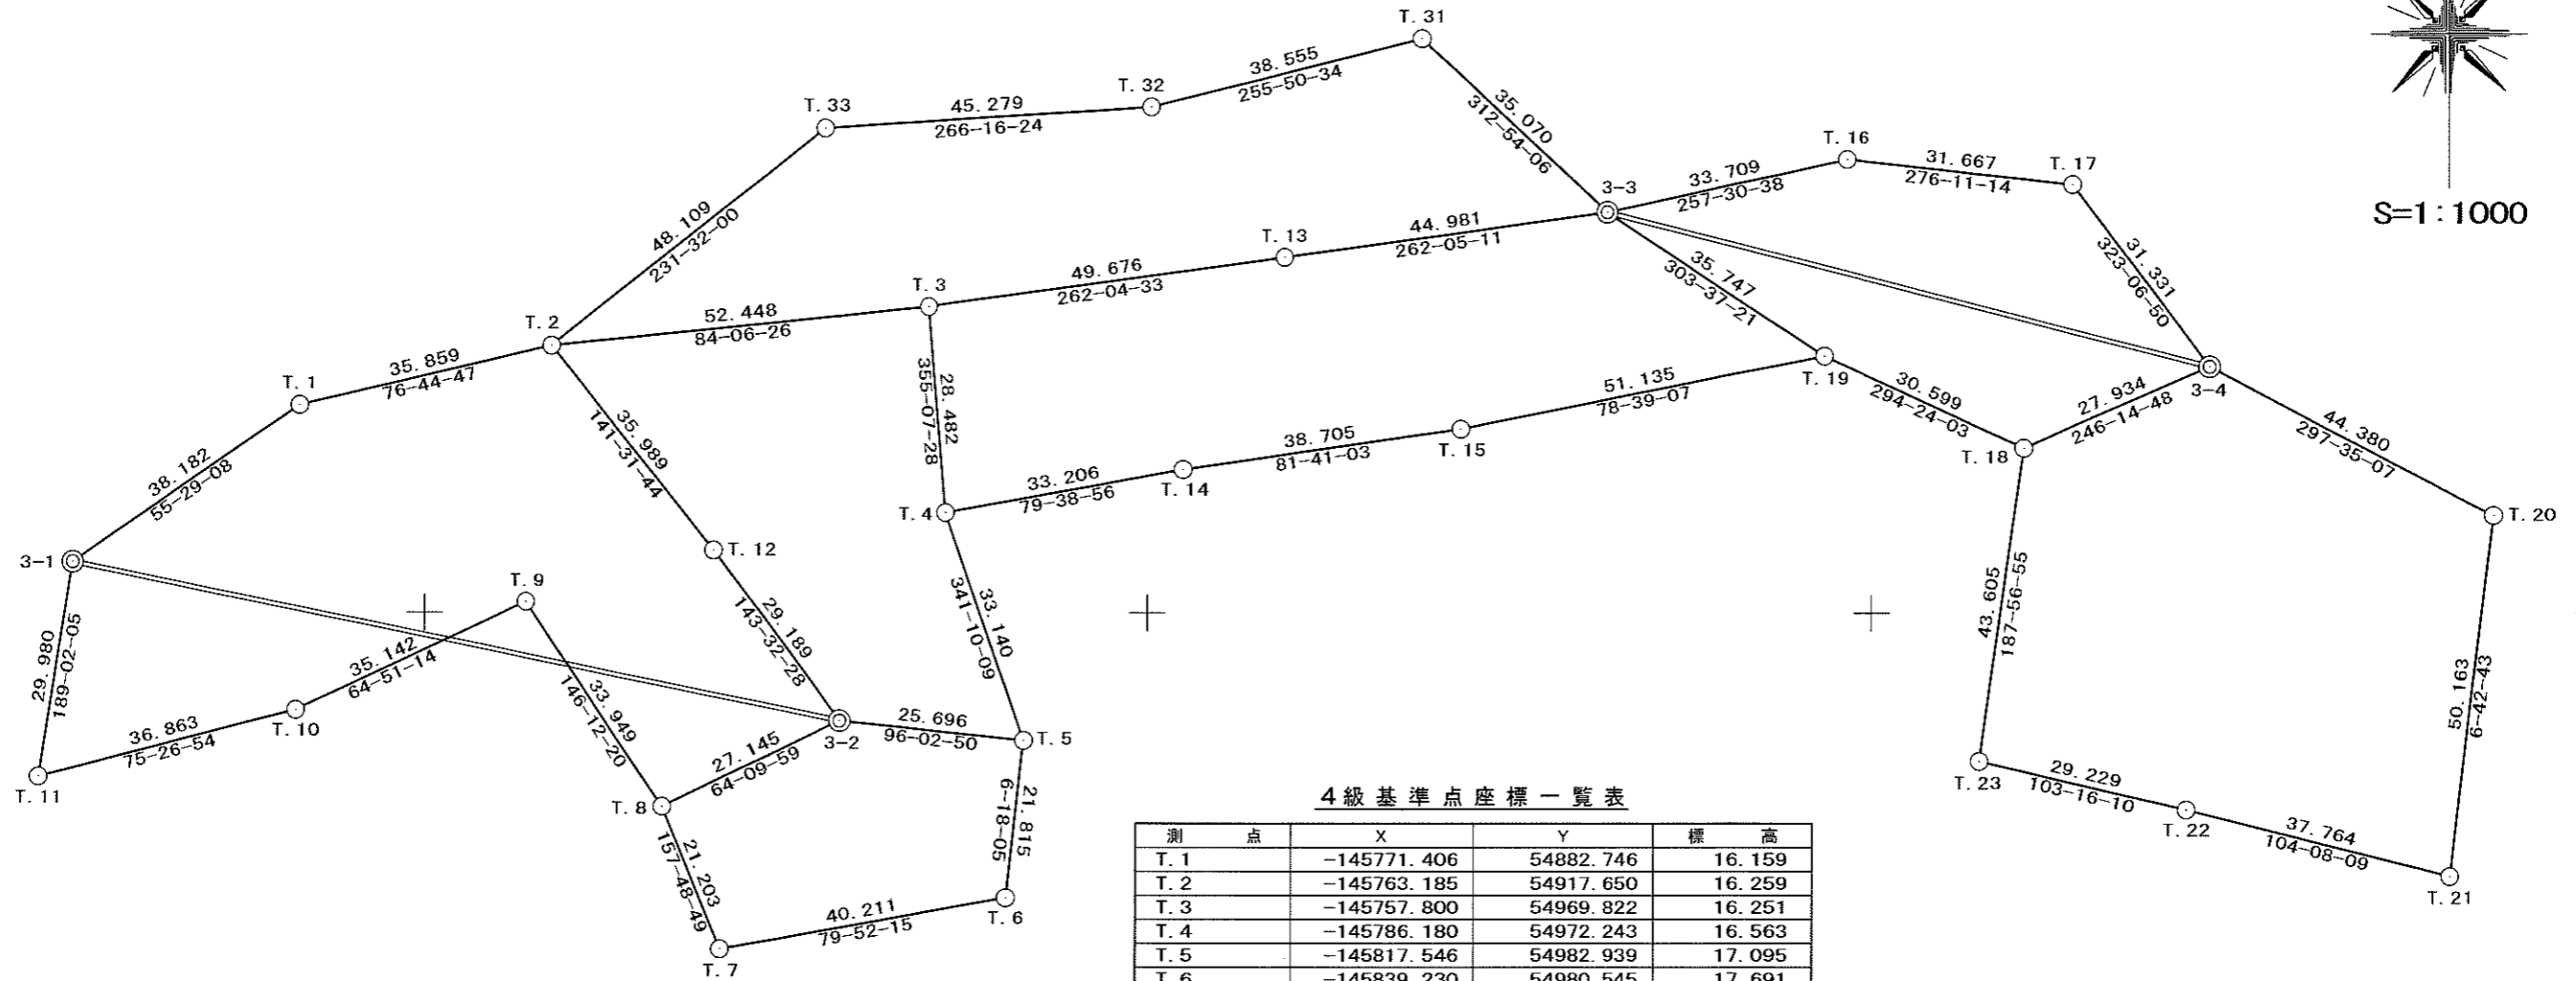 T. 31
38. 555
255-50-34
T. 32
T. 33
45. 279
266-16-24
35. 070
312-54-06
T. 16
31. 667
276-11-14
T. 17
3-3
33. 709
257-30-38
S=1:1000
48. 109
231-32-00
T. 13
44. 981
262-05-11
31. 331
323-06-50
49. 676
262-04-33
35. 747
303-37-21
T. 3
T. 2
52. 448
84-06-26
35. 859
76-44-47
T. 1
28. 482
355-07-28
51. 135
78-39-07
T. 19
30. 599
294-24-03
27. 934
246-14-48
3-4
44. 380
297-35-07
35. 989
141-31-44
38. 705
81-41-03
T. 15
T. 18
38. 182
55-29-08
33. 206
79-38-56
T. 14
T. 4
T. 20
T. 12
3-1
T. 9
33. 140
341-10-09
43. 605
187-56-55
29. 189
143-32-28
29. 980
189-02-05
35. 142
64-51-14
33. 949
146-12-20
50. 163
6-42-43
36. 863
75-26-54
T. 10
25. 696
96-02-50
3-2
T. 5
27. 145
64-09-59
T. 11
T. 8
21. 815
6-18-05
T. 23
29. 229
103-16-10
T. 22
37. 764
104-08-09
T. 21
21. 203
157-48-49
40. 211
79-52-15
T. 6
T. 7
4級基準点座標一覧表
測 点 X Y 標 高
T. 1 -145771. 406 54882. 746 16. 159
T. 2 -145763. 185 54917. 650 16. 259
T. 3 -145757. 800 54969. 822 16. 251
T. 4 -145786. 180 54972. 243 16. 563
T. 5 -145817. 546 54982. 939 17. 095
T. 6 -145839. 230 54980. 545 17. 691